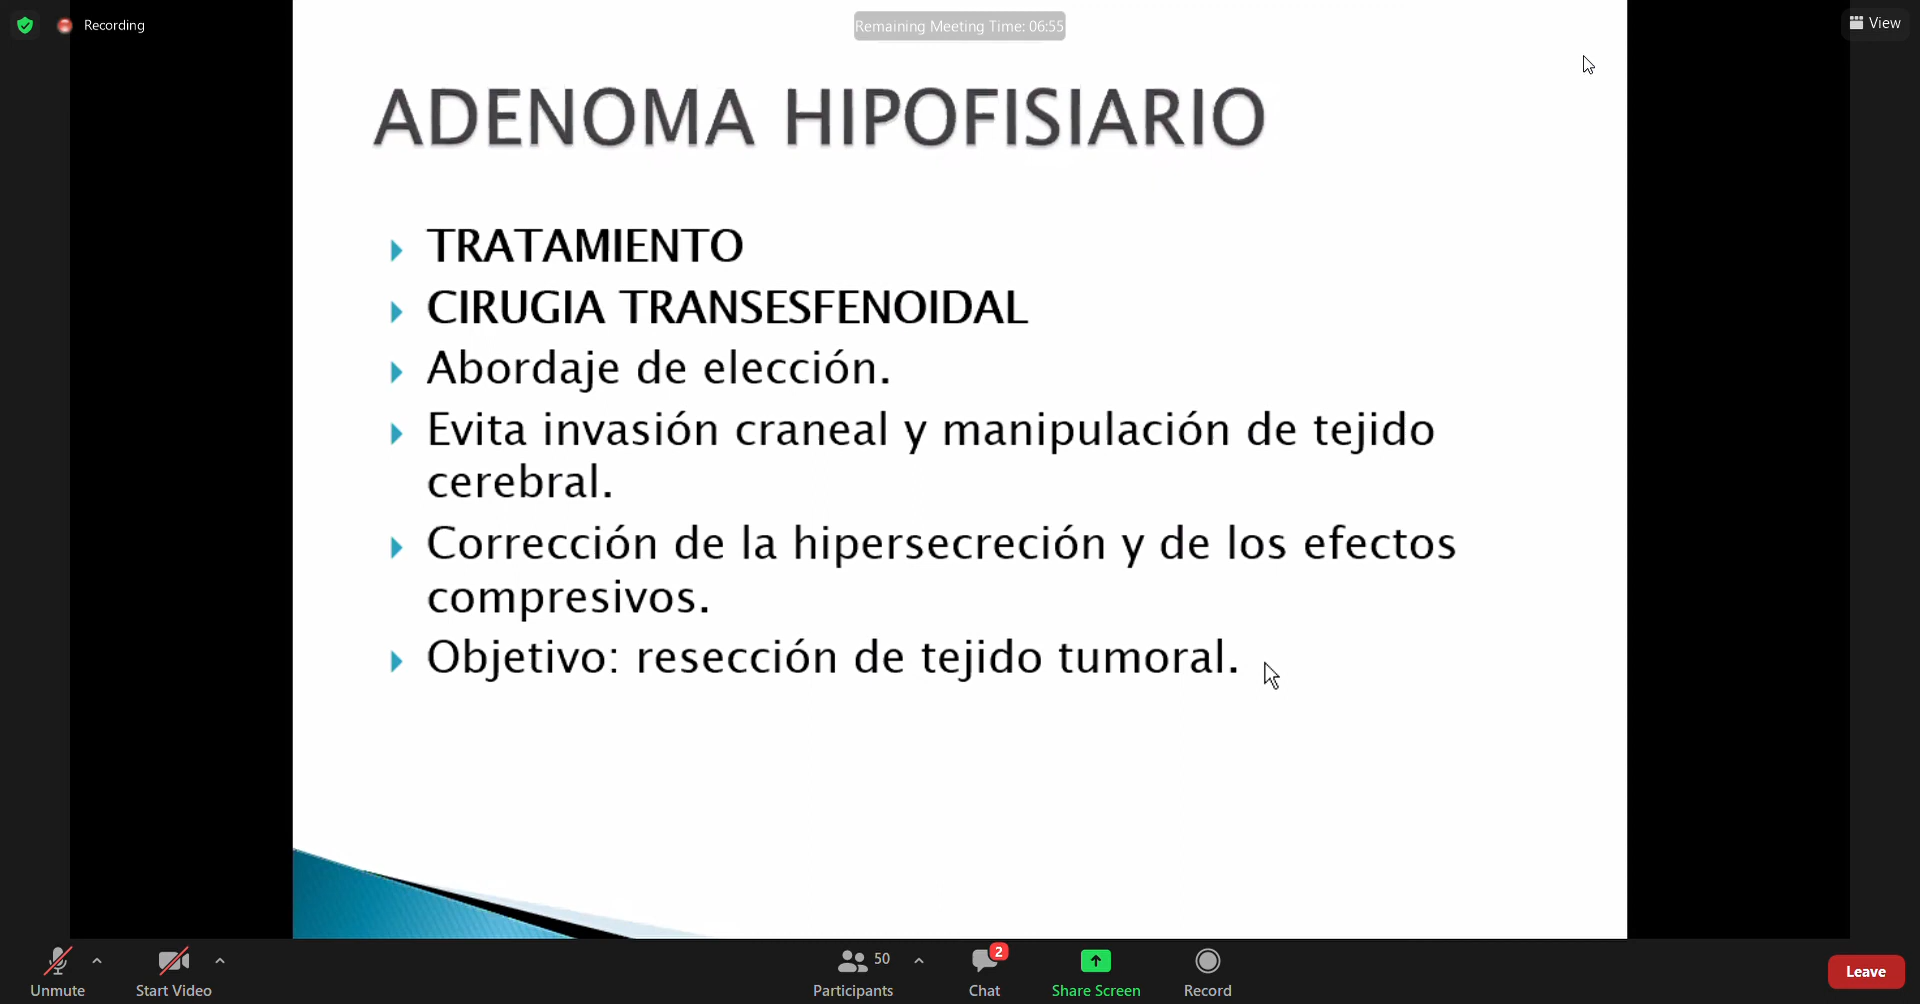 Recording
Remaining Meeting Time: 06:55
View
ADENOMA HIPOFISIARIO
TRATAMIENTO
CIRUGIA TRANSESFENOIDAL
Abordaje de elección.
Evita invasión craneal y manipulación de tejido
cerebral.
Corrección de la hipersecreción y de los efectos
compresivos.
Objetivo: resección de tejido tumoral.
Unmute
Start Video
50
Participants
2
Chat
Share Screen
Record
Leave